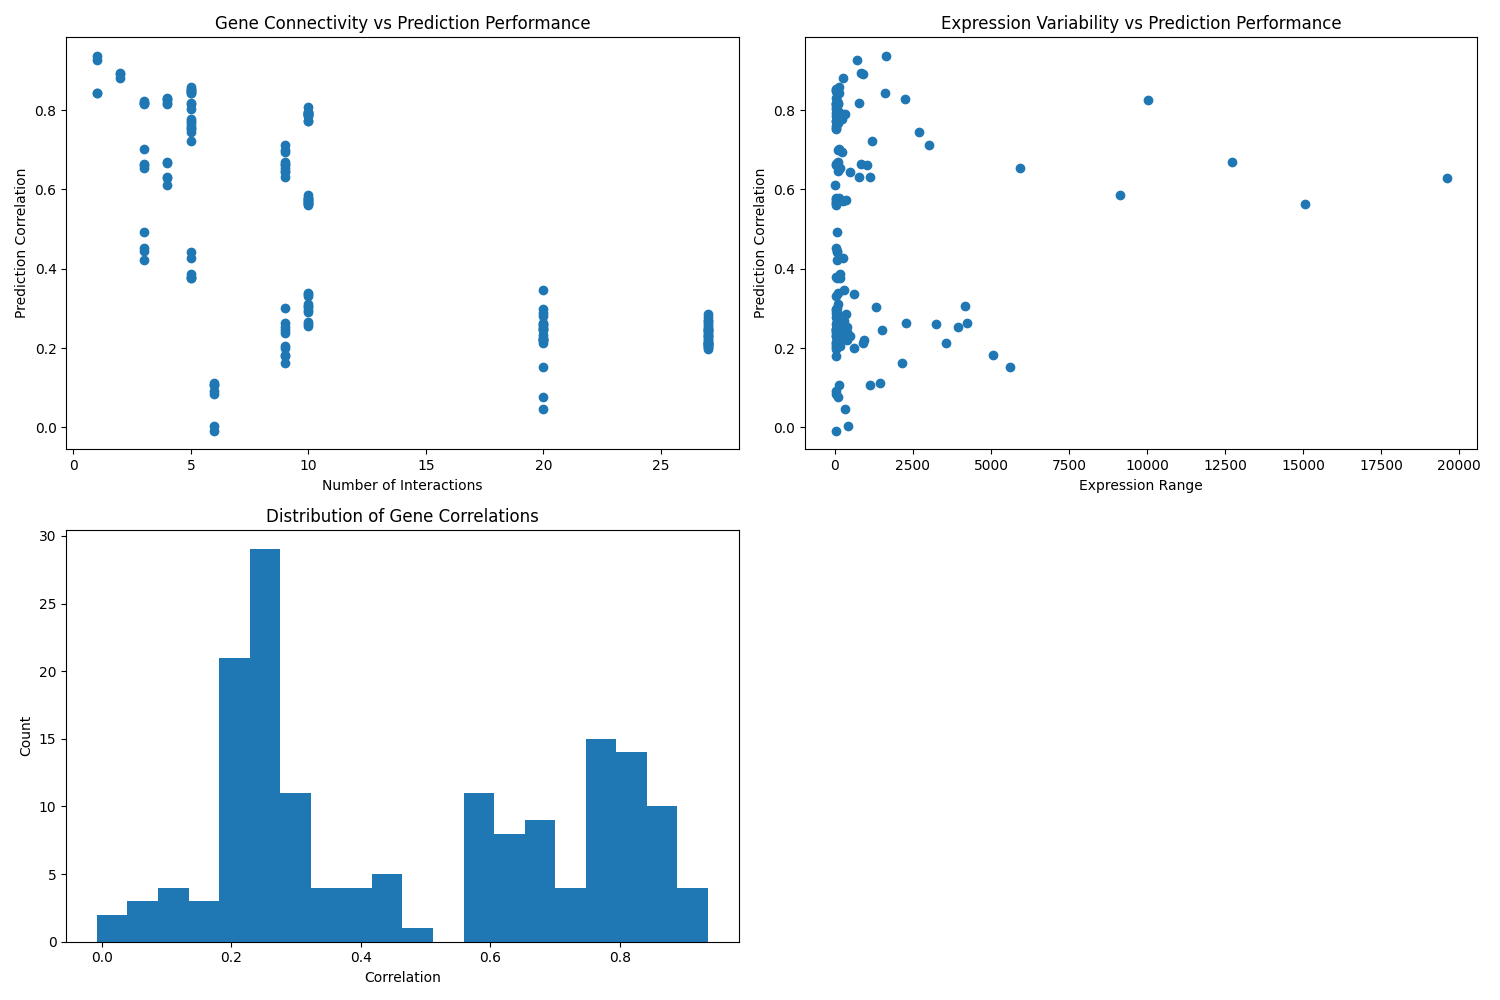 Gene Connectivity vs Prediction Performance
Prediction Correlation
0.8
0.6
0.4
0.2
0.0
0 5 10 15 20 25
Number of Interactions
Expression Variability vs Prediction Performance
Prediction Correlation
0.8
0.6
0.4
0.2
0.0
0 2500 5000 7500 10000 12500 15000 17500 20000
Expression Range
Distribution of Gene Correlations
Count
30
25
20
15
10
5
0
0.0 0.2 0.4 0.6 0.8
Correlation